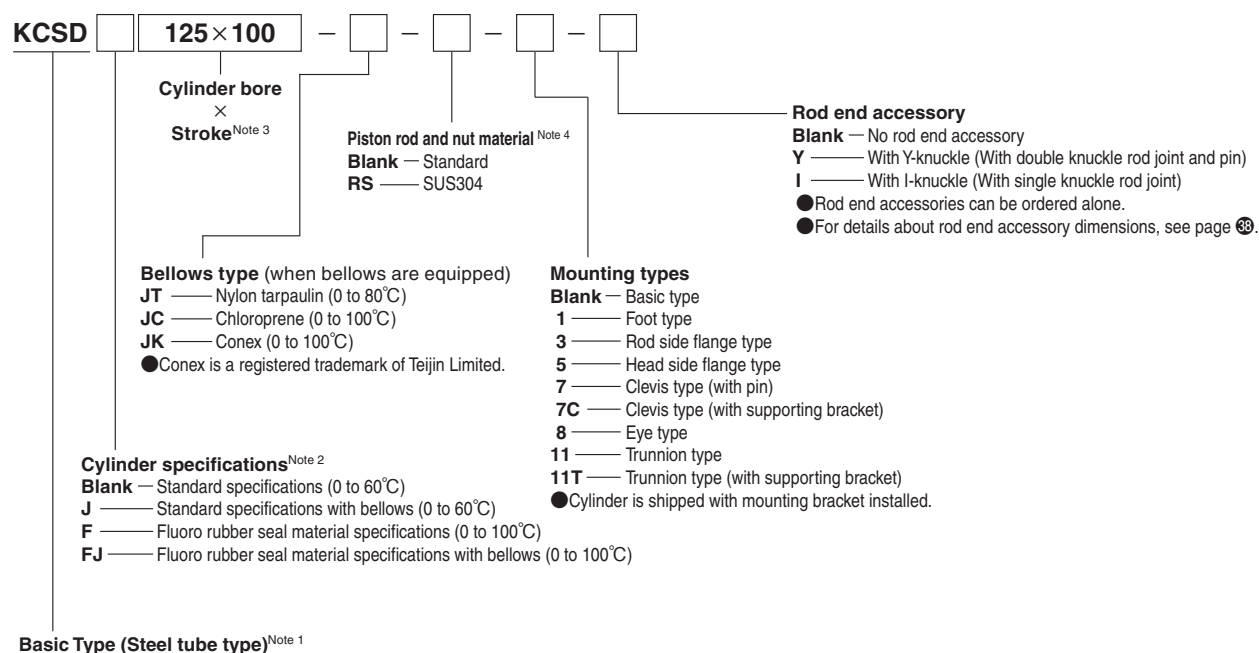 KCSD 125×100 – – – –
Cylinder bore
×
Stroke Note 3
Piston rod and nut material Note 4
Blank — Standard
RS — SUS304
Rod end accessory
Blank — No rod end accessory
Y — With Y-knuckle (With double knuckle rod joint and pin)
I — With I-knuckle (With single knuckle rod joint)
●Rod end accessories can be ordered alone.
●For details about rod end accessory dimensions, see page 38.
Bellows type (when bellows are equipped)
JT — Nylon tarpaulin (0 to 80°C)
JC — Chloroprene (0 to 100°C)
JK — Conex (0 to 100°C)
●Conex is a registered trademark of Teijin Limited.
Mounting types
Blank — Basic type
1 — Foot type
3 — Rod side flange type
5 — Head side flange type
7 — Clevis type (with pin)
7C — Clevis type (with supporting bracket)
8 — Eye type
11 — Trunnion type
11T — Trunnion type (with supporting bracket)
●Cylinder is shipped with mounting bracket installed.
Cylinder specifications Note 2
Blank — Standard specifications (0 to 60°C)
J — Standard specifications with bellows (0 to 60°C)
F — Fluoro rubber seal material specifications (0 to 100°C)
FJ — Fluoro rubber seal material specifications with bellows (0 to 100°C)
Basic Type (Steel tube type) Note 1